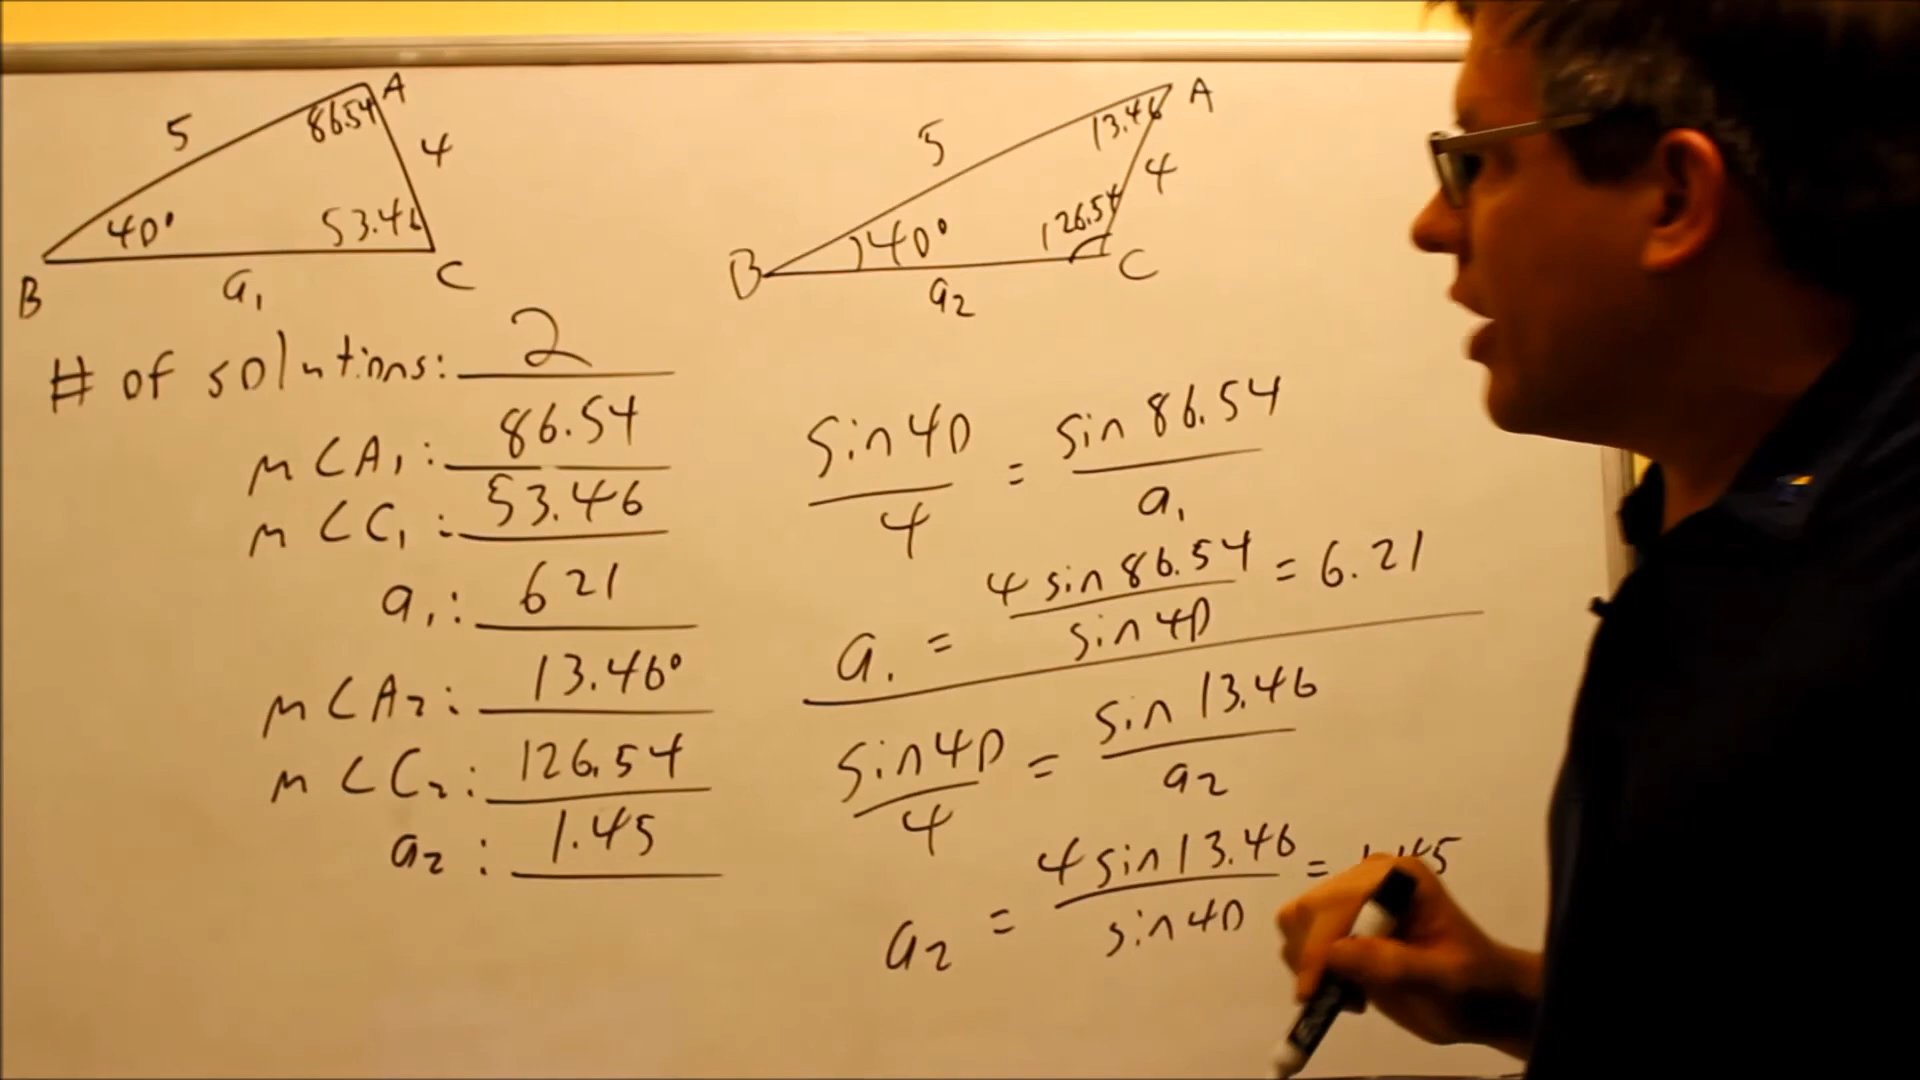 A
86.54
5
4
40°
53.46
B
a₁
C
A
13.46
5
4
40°
126.54
B
a₂
C
# of solutions: 2
m∠A₁: 86.54
m∠C₁: 53.46
a₁: 6 21
m∠A₂: 13.46°
m∠C₂: 126.54
a₂: 1.45
sin 40 / 4 = sin 86.54 / a₁
a₁ = 4 sin 86.54 / sin 40 = 6.21
sin 40 / 4 = sin 13.46 / a₂
a₂ = 4 sin 13.46 / sin 40 =